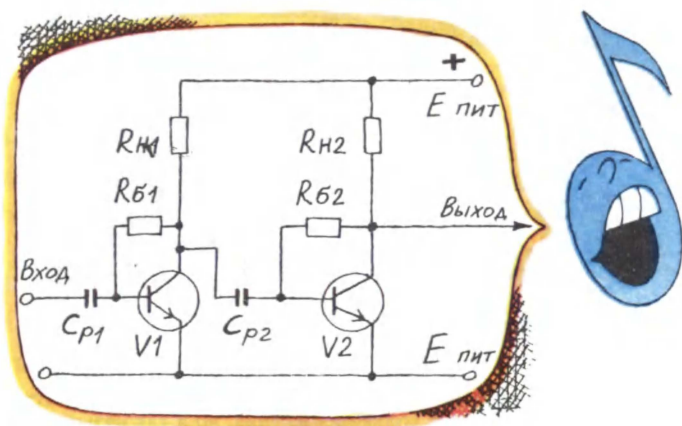 +
E пит
Rн1
Rн2
Rб1
Rб2
Выход
Вход
Cр1
V1
Cр2
V2
E пит